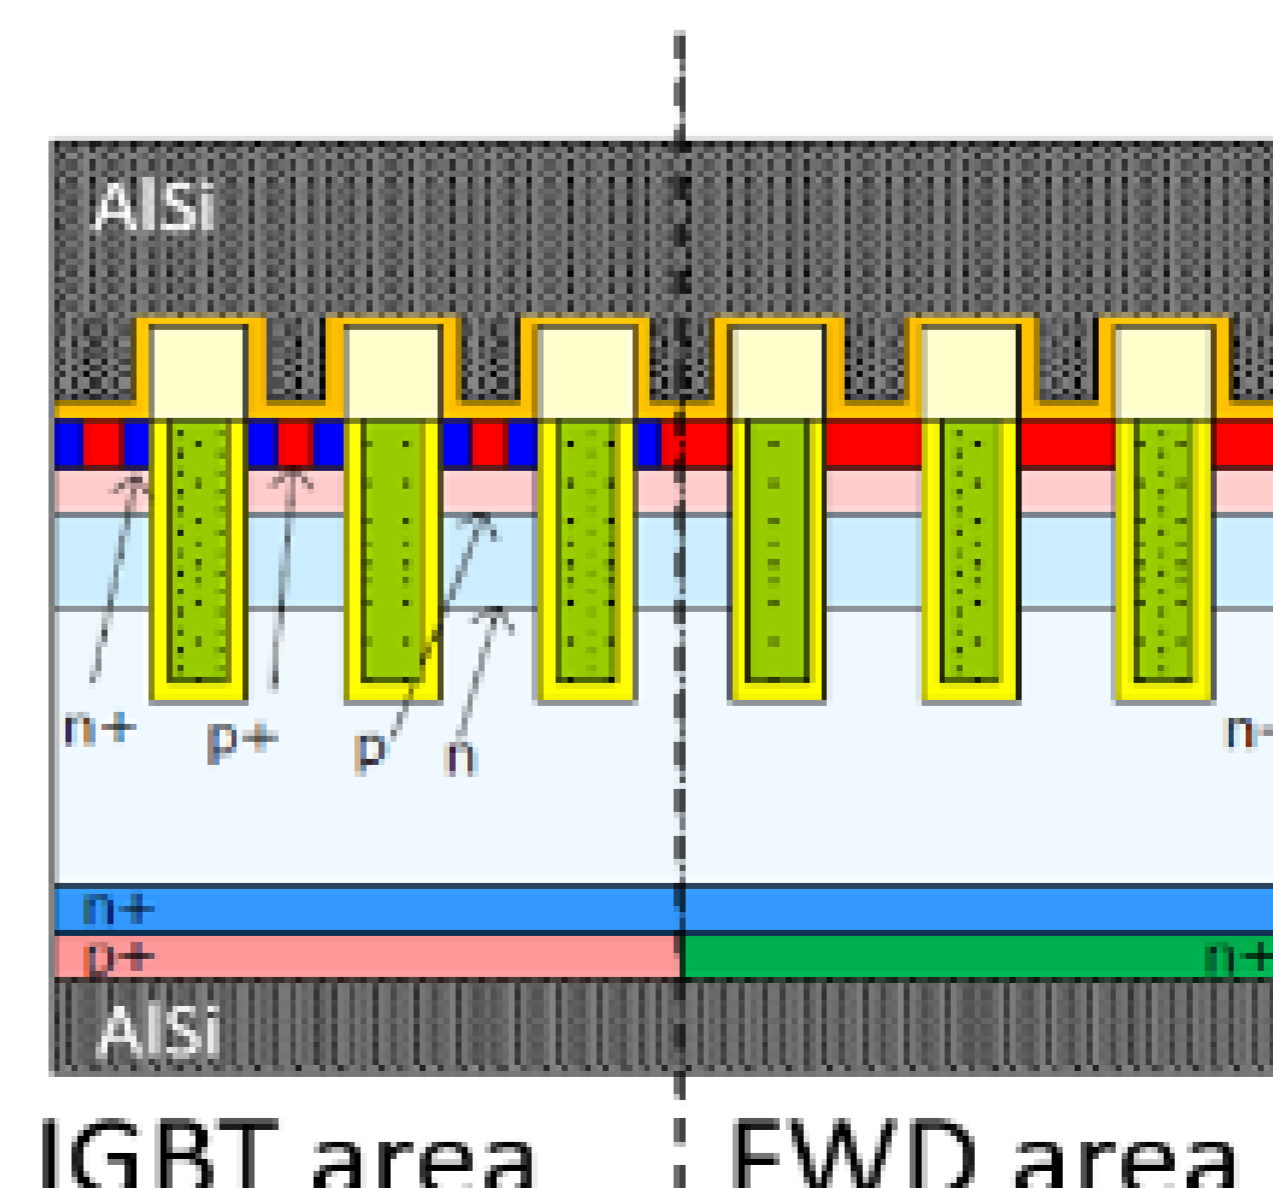 AlSi
n+ p+ p n n-
n+
p+ n+
AlSi
IGBT area FWD area